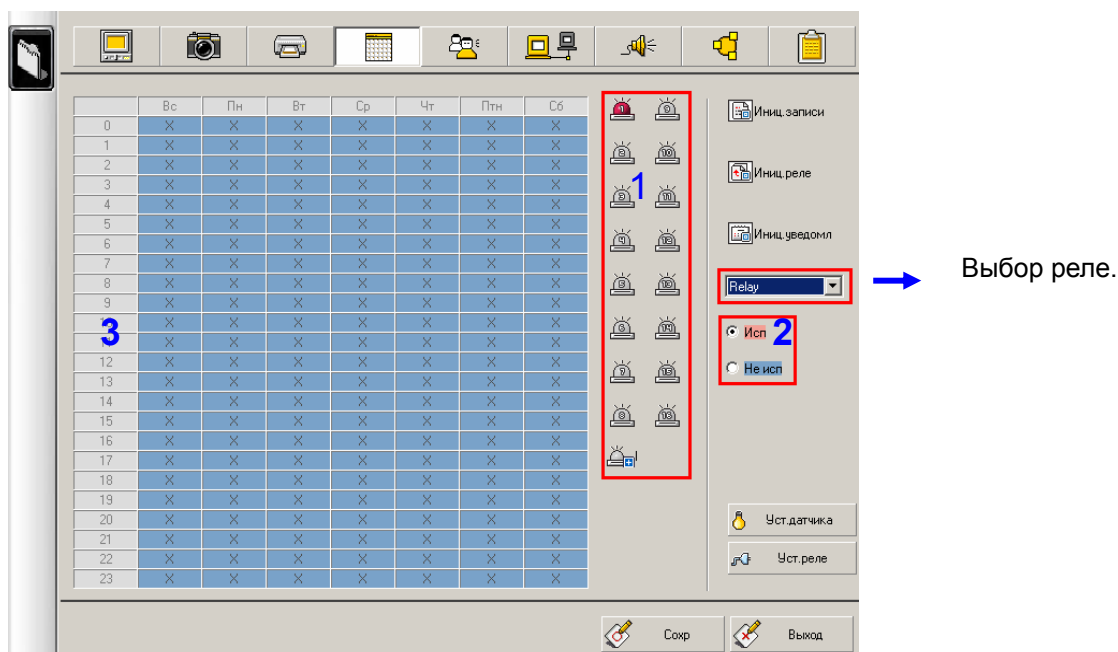 Вс Пн Вт Ср Чт Птн Сб
0 X X X X X X X
1 X X X X X X X
2 X X X X X X X
3 X X X X X X X
4 X X X X X X X
5 X X X X X X X
6 X X X X X X X
7 X X X X X X X
8 X X X X X X X
9 X X X X X X X
X X X X X X X
3
X X X X X X X
12 X X X X X X X
13 X X X X X X X
14 X X X X X X X
15 X X X X X X X
16 X X X X X X X
17 X X X X X X X
18 X X X X X X X
19 X X X X X X X
20 X X X X X X X
21 X X X X X X X
22 X X X X X X X
23 X X X X X X X
1
Иниц.записи
Иниц.реле
Иниц.уведомл
Relay
Выбор реле.
Исп 2
Не исп
Уст.датчика
Уст.реле
Сохр Выход